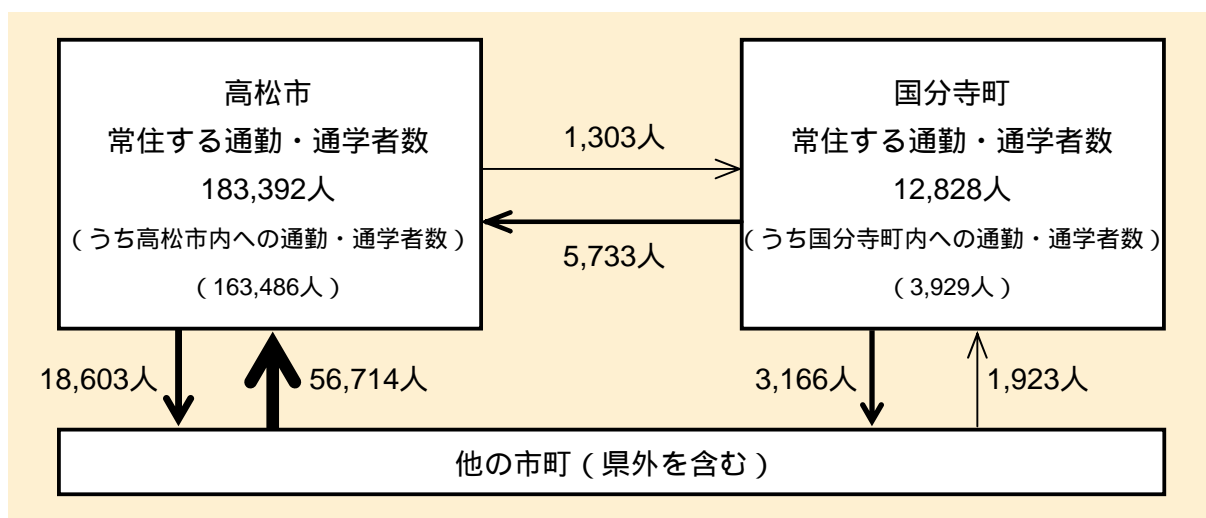 高松市
常住する通勤・通学者数
183,392人
(うち高松市内への通勤・通学者数)
(163,486人)
1,303人
5,733人
国分寺町
常住する通勤・通学者数
12,828人
(うち国分寺町内への通勤・通学者数)
(3,929人)
18,603人
56,714人
3,166人
1,923人
他の市町(県外を含む)